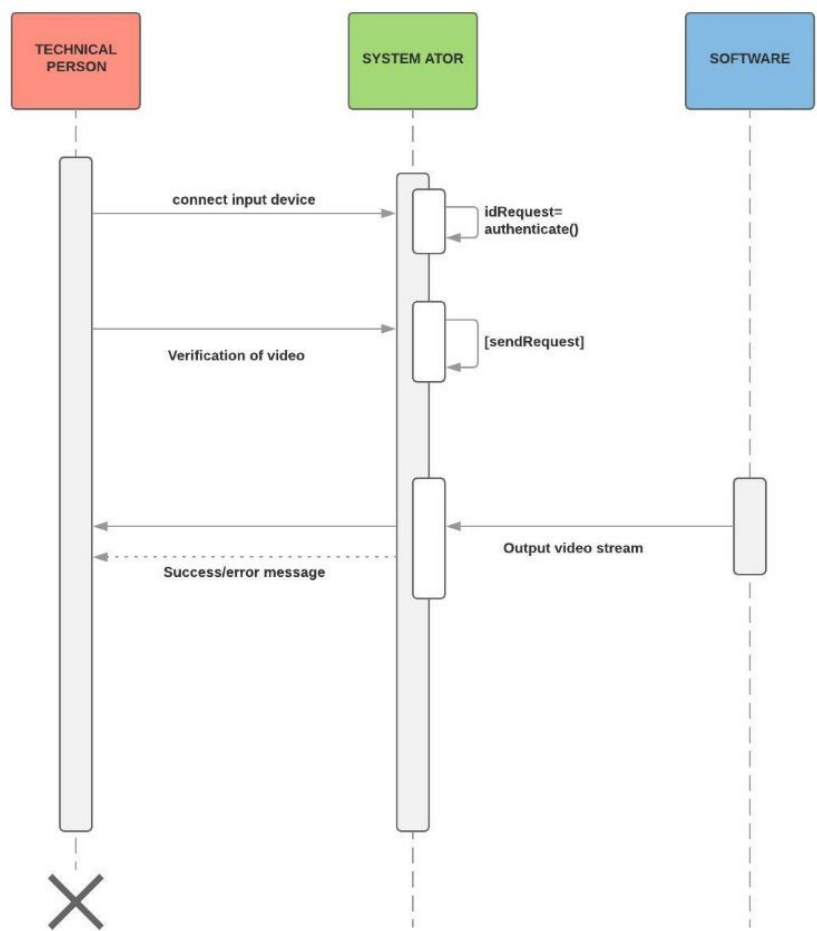 TECHNICAL
PERSON
SYSTEM ATOR
SOFTWARE
connect input device
idRequest=
authenticate()
Verification of video
[sendRequest]
Output video stream
Success/error message